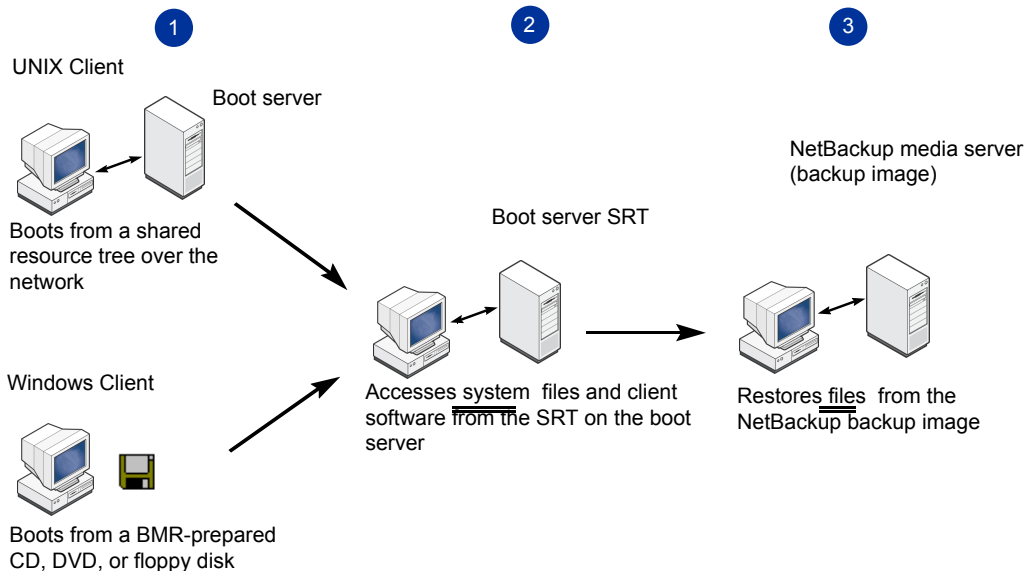 1
2
3
UNIX Client
Boot server
Boots from a shared
resource tree over the
network
Windows Client
Boots from a BMR-prepared
CD, DVD, or floppy disk
Boot server SRT
Accesses system files and client
software from the SRT on the boot
server
NetBackup media server
(backup image)
Restores files from the
NetBackup backup image